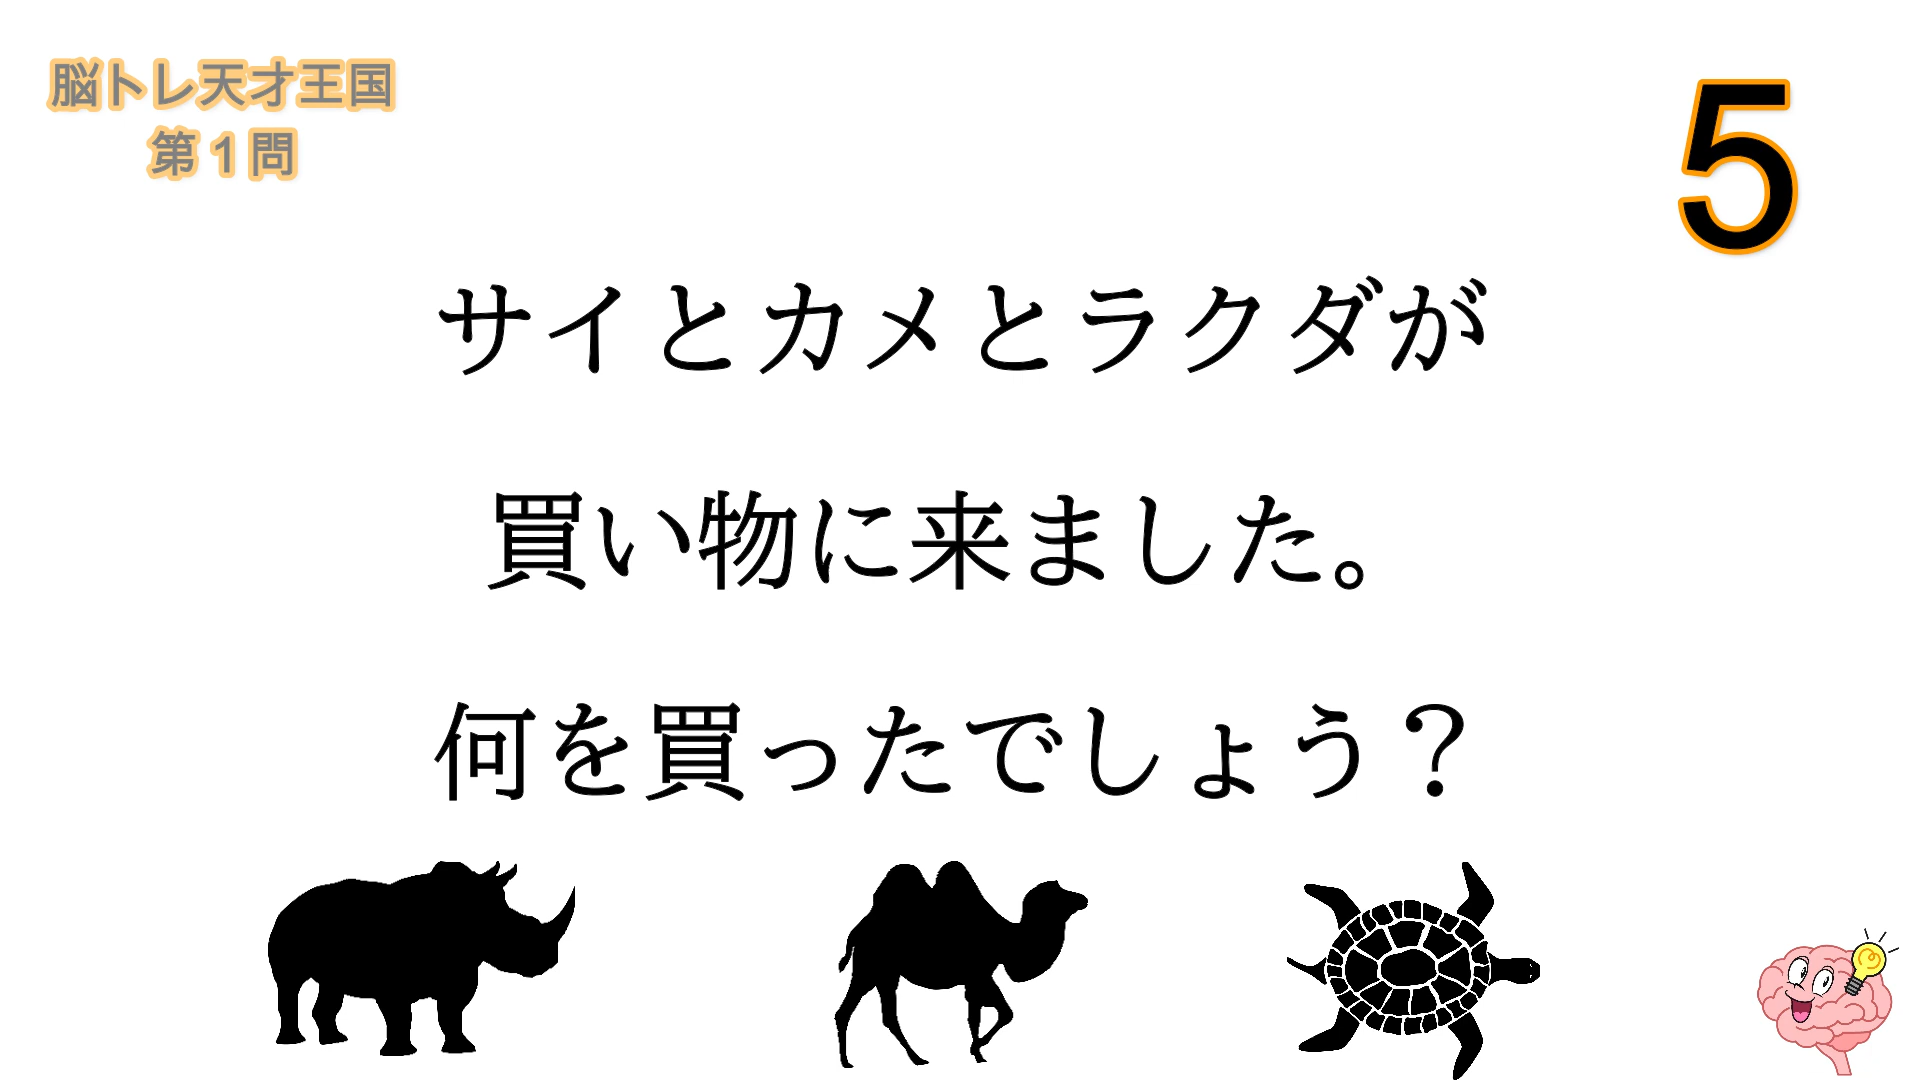 脳トレ天才王国
第1問
5
サイとカメとラクダが
買い物に来ました。
何を買ったでしょう？